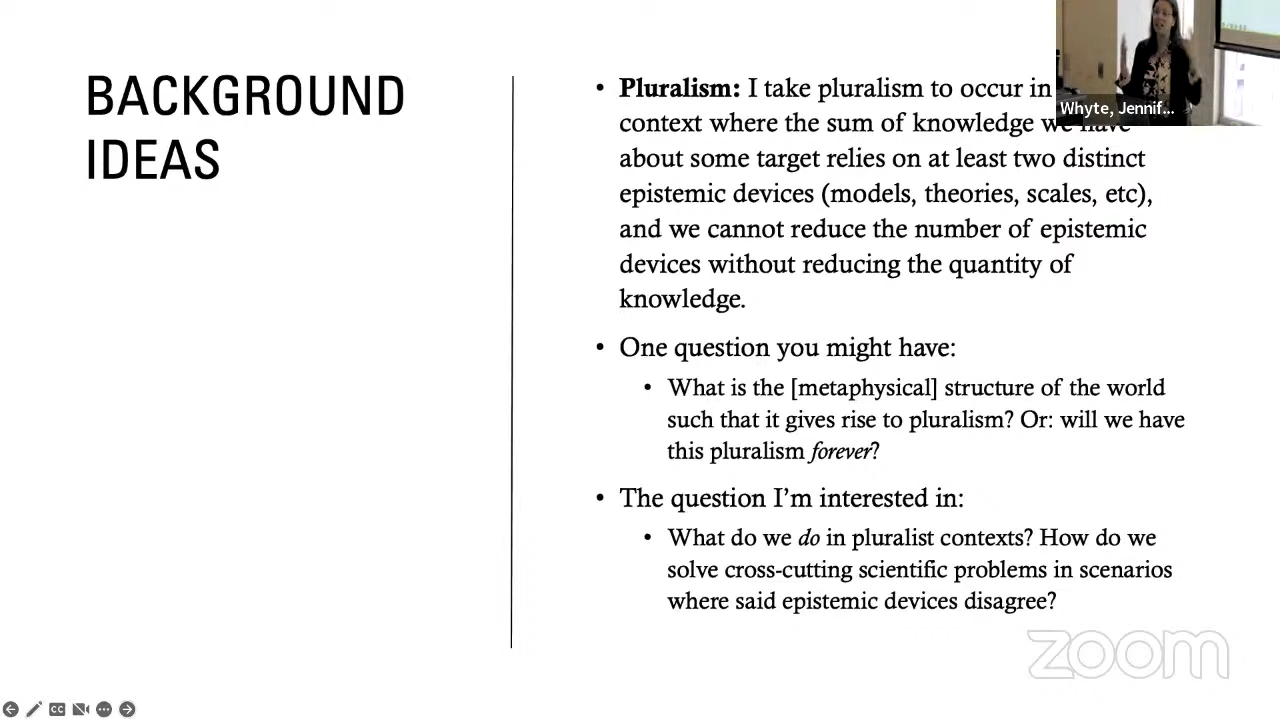 BACKGROUND
IDEAS
• Pluralism: I take pluralism to occur in
context where the sum of knowledge we have
about some target relies on at least two distinct
epistemic devices (models, theories, scales, etc),
and we cannot reduce the number of epistemic
devices without reducing the quantity of
knowledge.
• One question you might have:
• What is the [metaphysical] structure of the world
such that it gives rise to pluralism? Or: will we have
this pluralism forever?
• The question I'm interested in:
• What do we do in pluralist contexts? How do we
solve cross-cutting scientific problems in scenarios
where said epistemic devices disagree?
Whyte, Jennif...
zoom
CC